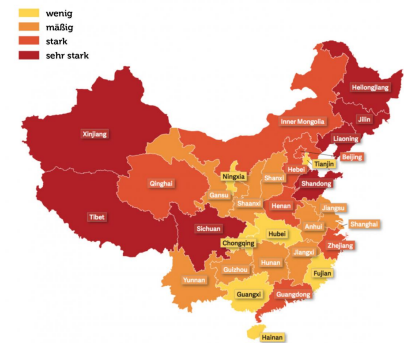 wenig
mäßig
stark
sehr stark
Heilongjiang
Jilin
Liaoning
Inner Mongolia
Xinjiang
Beijing
Tianjin
Hebei
Ningxia
Shanxi
Shandong
Qinghai
Gansu
Shaanxi
Henan
Jiangsu
Shanghai
Anhui
Tibet
Sichuan
Hubei
Chongqing
Zhejiang
Jiangxi
Hunan
Guizhou
Fujian
Yunnan
Guangxi
Guangdong
Hainan